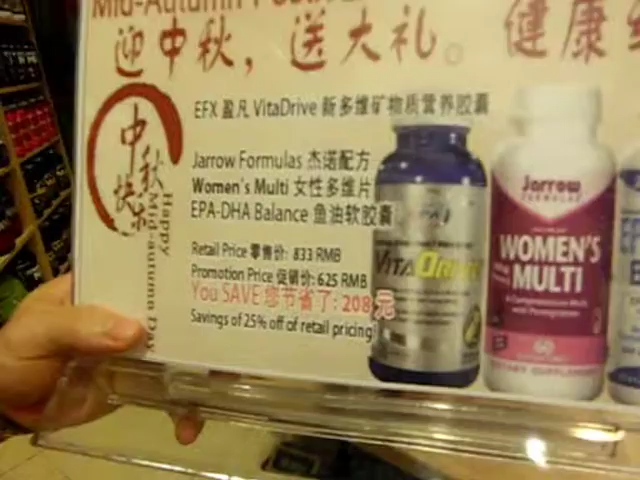 Mid-Autumn
迎中秋，送大礼。 健康
中秋快乐
Happy
Mid-autumn Day
EFX 盈凡 VitaDrive 新多维矿物质营养胶囊
Jarrow Formulas 杰诺配方
Women's Multi 女性多维片
EPA-DHA Balance 鱼油软胶囊
Retail Price 零售价: 833 RMB
Promotion Price 促销价: 625 RMB
You SAVE 您节省了: 208 元
Savings of 25% off of retail pricing
VITADRIVE
Jarrow
FORMULAS
WOMEN'S
MULTI